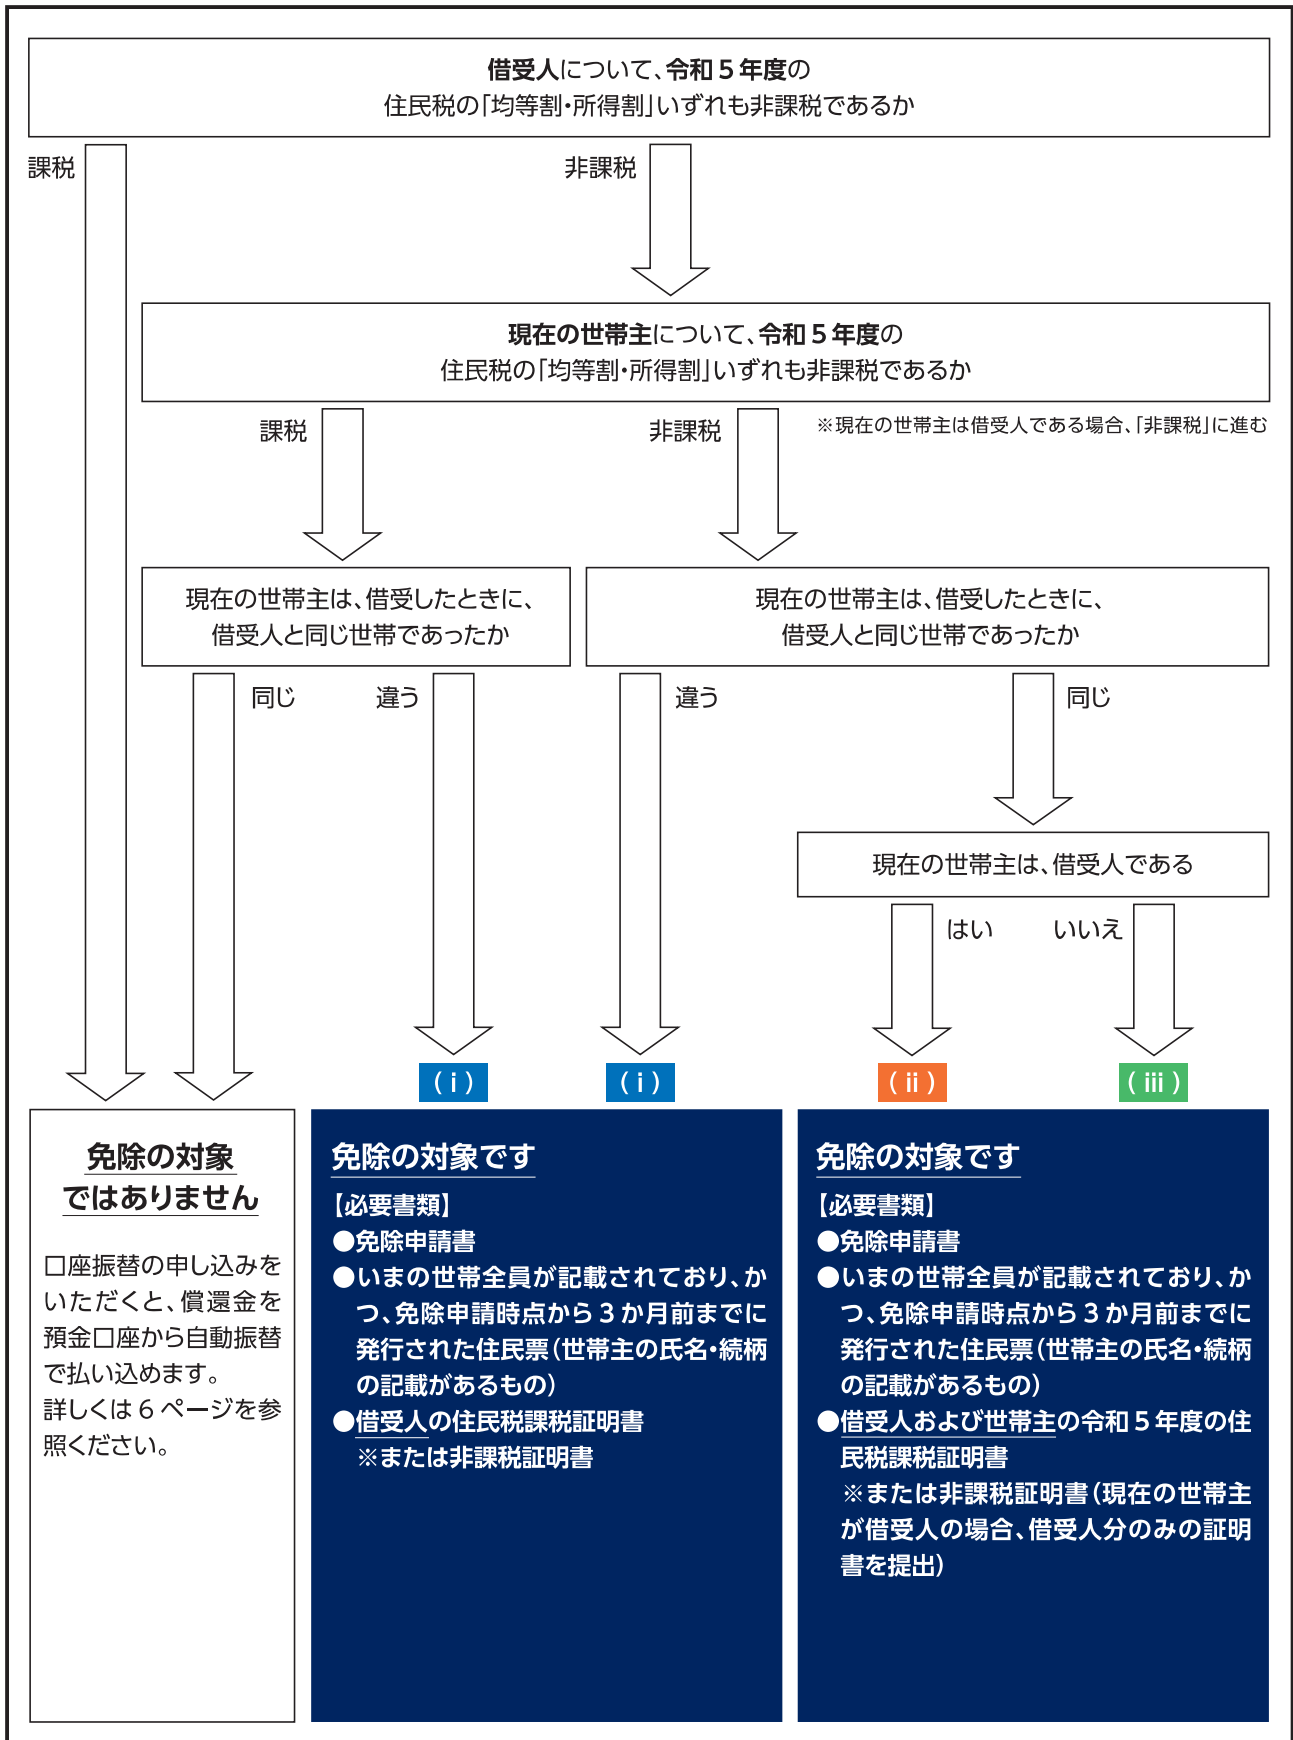 借受人について、令和5年度の
住民税の「均等割・所得割」いずれも非課税であるか
課税
非課税
現在の世帯主について、令和5年度の
住民税の「均等割・所得割」いずれも非課税であるか
課税
非課税
※現在の世帯主は借受人である場合、「非課税」に進む
現在の世帯主は、借受したときに、
借受人と同じ世帯であったか
現在の世帯主は、借受したときに、
借受人と同じ世帯であったか
同じ
違う
違う
同じ
現在の世帯主は、借受人である
はい
いいえ
(i)
(i)
(ii)
(iii)
免除の対象
ではありません
口座振替の申し込みを
いただくと、償還金を
預金口座から自動振替
で払い込めます。
詳しくは6ページを参
照ください。
免除の対象です
【必要書類】
●免除申請書
●いまの世帯全員が記載されており、か
つ、免除申請時点から3か月前までに
発行された住民票(世帯主の氏名・続柄
の記載があるもの)
●借受人の住民税課税証明書
※または非課税証明書
免除の対象です
【必要書類】
●免除申請書
●いまの世帯全員が記載されており、か
つ、免除申請時点から3か月前までに
発行された住民票(世帯主の氏名・続柄
の記載があるもの)
●借受人および世帯主の令和5年度の住
民税課税証明書
※または非課税証明書(現在の世帯主
が借受人の場合、借受人分のみの証明
書を提出)